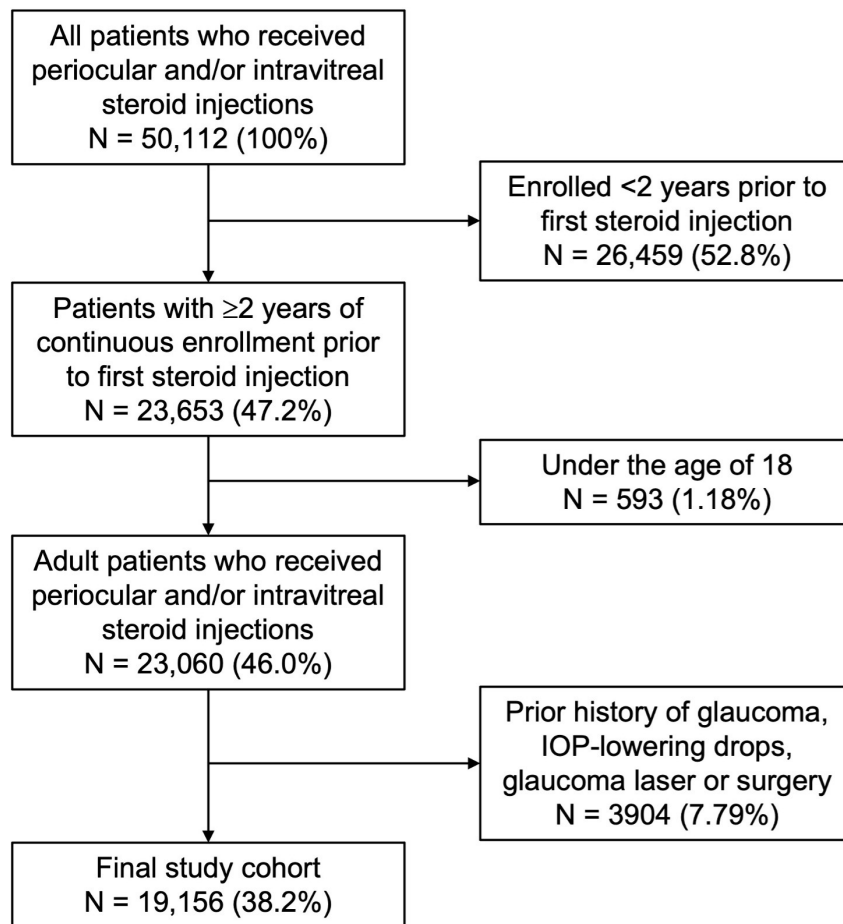 All patients who received
periocular and/or intravitreal
steroid injections
N = 50,112 (100%)
Enrolled <2 years prior to
first steroid injection
N = 26,459 (52.8%)
Patients with ≥2 years of
continuous enrollment prior
to first steroid injection
N = 23,653 (47.2%)
Under the age of 18
N = 593 (1.18%)
Adult patients who received
periocular and/or intravitreal
steroid injections
N = 23,060 (46.0%)
Prior history of glaucoma,
IOP-lowering drops,
glaucoma laser or surgery
N = 3904 (7.79%)
Final study cohort
N = 19,156 (38.2%)